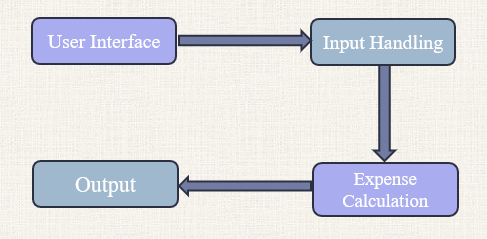 User Interface
Input Handling
Expense
Calculation
Output